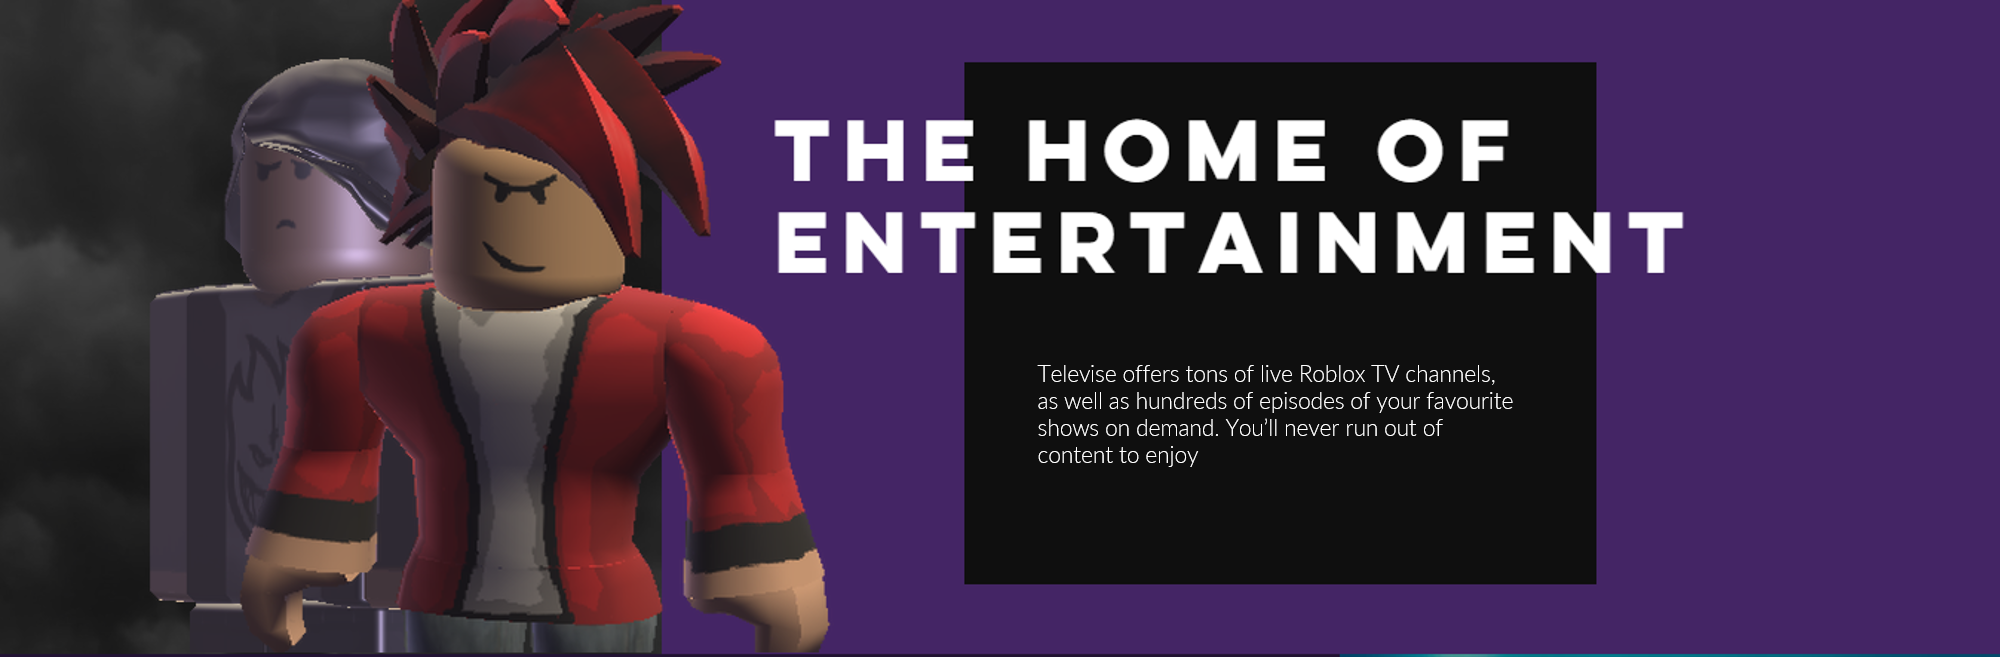 THE HOME OF
ENTERTAINMENT
Televise offers tons of live Roblox TV channels,
as well as hundreds of episodes of your favourite
shows on demand. You’ll never run out of
content to enjoy